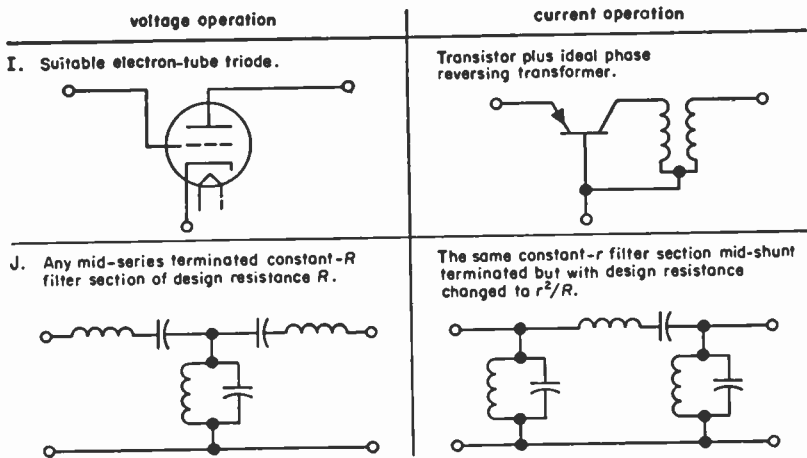 voltage operation
current operation
I. Suitable electron-tube triode.
Transistor plus ideal phase
reversing transformer.
J. Any mid-series terminated constant-R
filter section of design resistance R.
The same constant-r filter section mid-shunt
terminated but with design resistance
changed to r²/R.